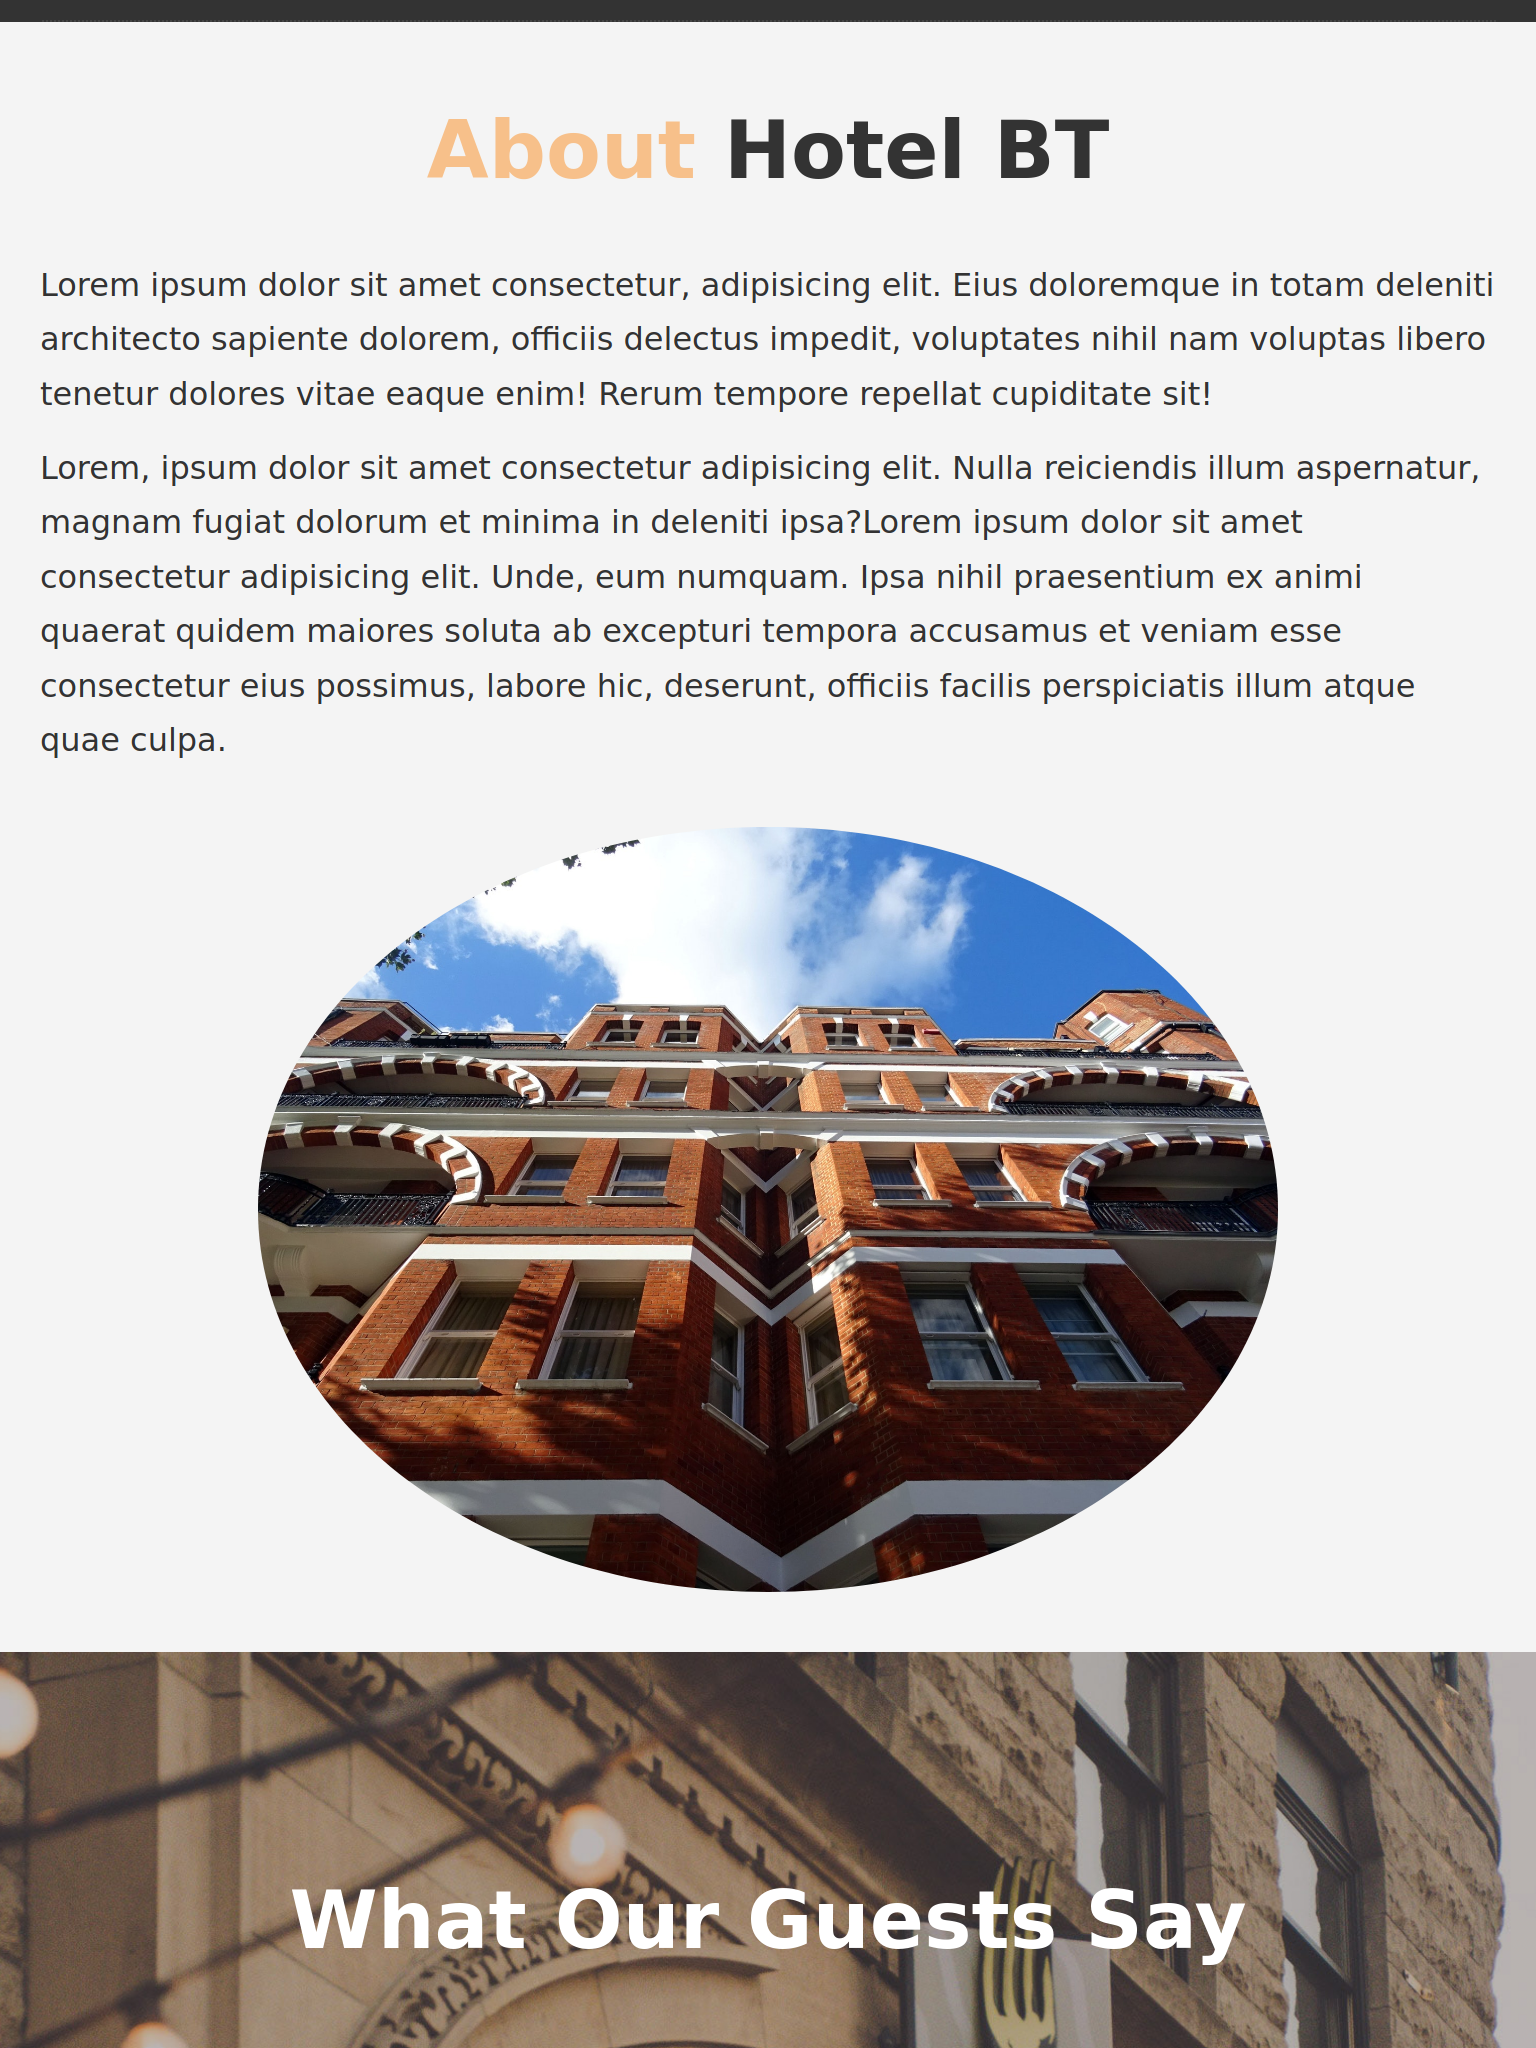 About Hotel BT
Lorem ipsum dolor sit amet consectetur, adipisicing elit. Eius doloremque in totam deleniti
architecto sapiente dolorem, officiis delectus impedit, voluptates nihil nam voluptas libero
tenetur dolores vitae eaque enim! Rerum tempore repellat cupiditate sit!
Lorem, ipsum dolor sit amet consectetur adipisicing elit. Nulla reiciendis illum aspernatur,
magnam fugiat dolorum et minima in deleniti ipsa?Lorem ipsum dolor sit amet
consectetur adipisicing elit. Unde, eum numquam. Ipsa nihil praesentium ex animi
quaerat quidem maiores soluta ab excepturi tempora accusamus et veniam esse
consectetur eius possimus, labore hic, deserunt, officiis facilis perspiciatis illum atque
quae culpa.
What Our Guests Say